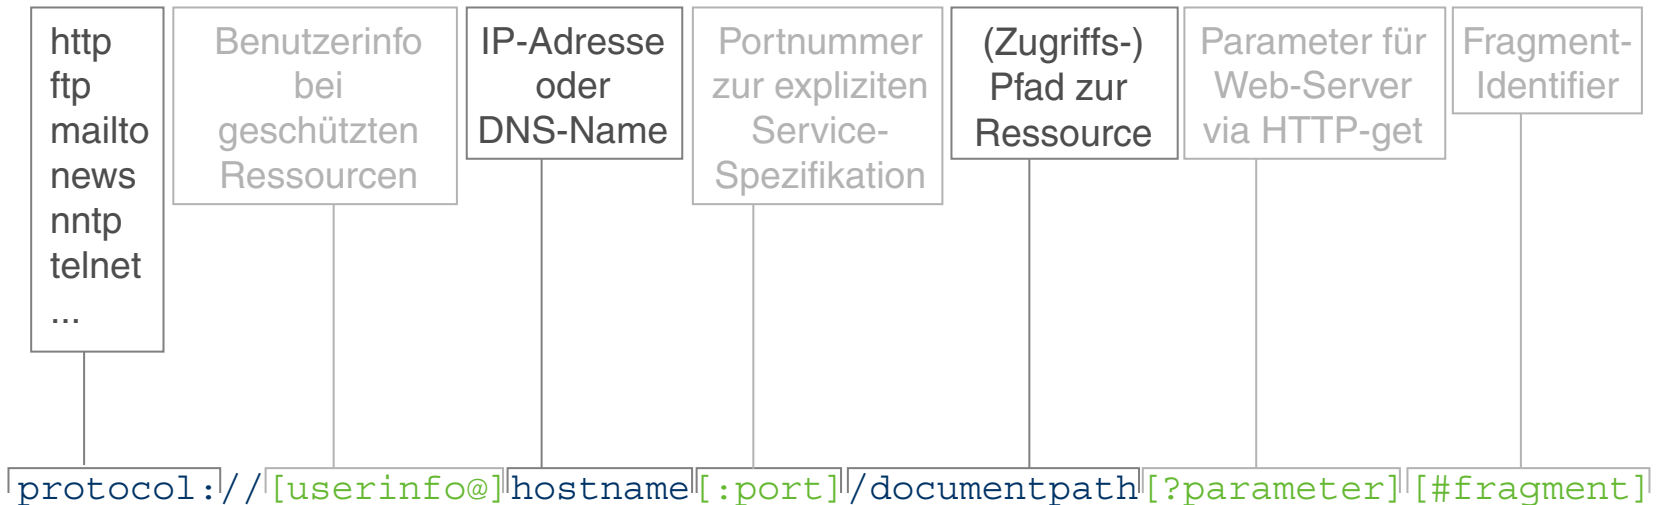 http
ftp
mailto
news
nntp
telnet
...
Benutzerinfo
bei
geschützten
Ressourcen
IP-Adresse
oder
DNS-Name
Portnummer
zur expliziten
Service-
Spezifikation
(Zugriffs-)
Pfad zur
Ressource
Parameter für
Web-Server
via HTTP-get
Fragment-
Identifier
protocol://[userinfo@]hostname[:port]/documentpath[?parameter][#fragment]